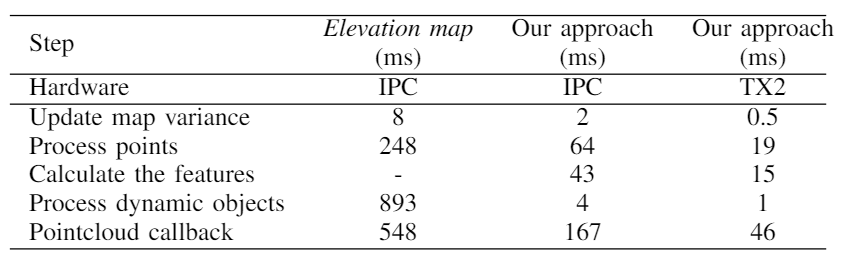 Step Elevation map (ms) Our approach (ms) Our approach (ms)
Hardware IPC IPC TX2
Update map variance 8 2 0.5
Process points 248 64 19
Calculate the features - 43 15
Process dynamic objects 893 4 1
Pointcloud callback 548 167 46